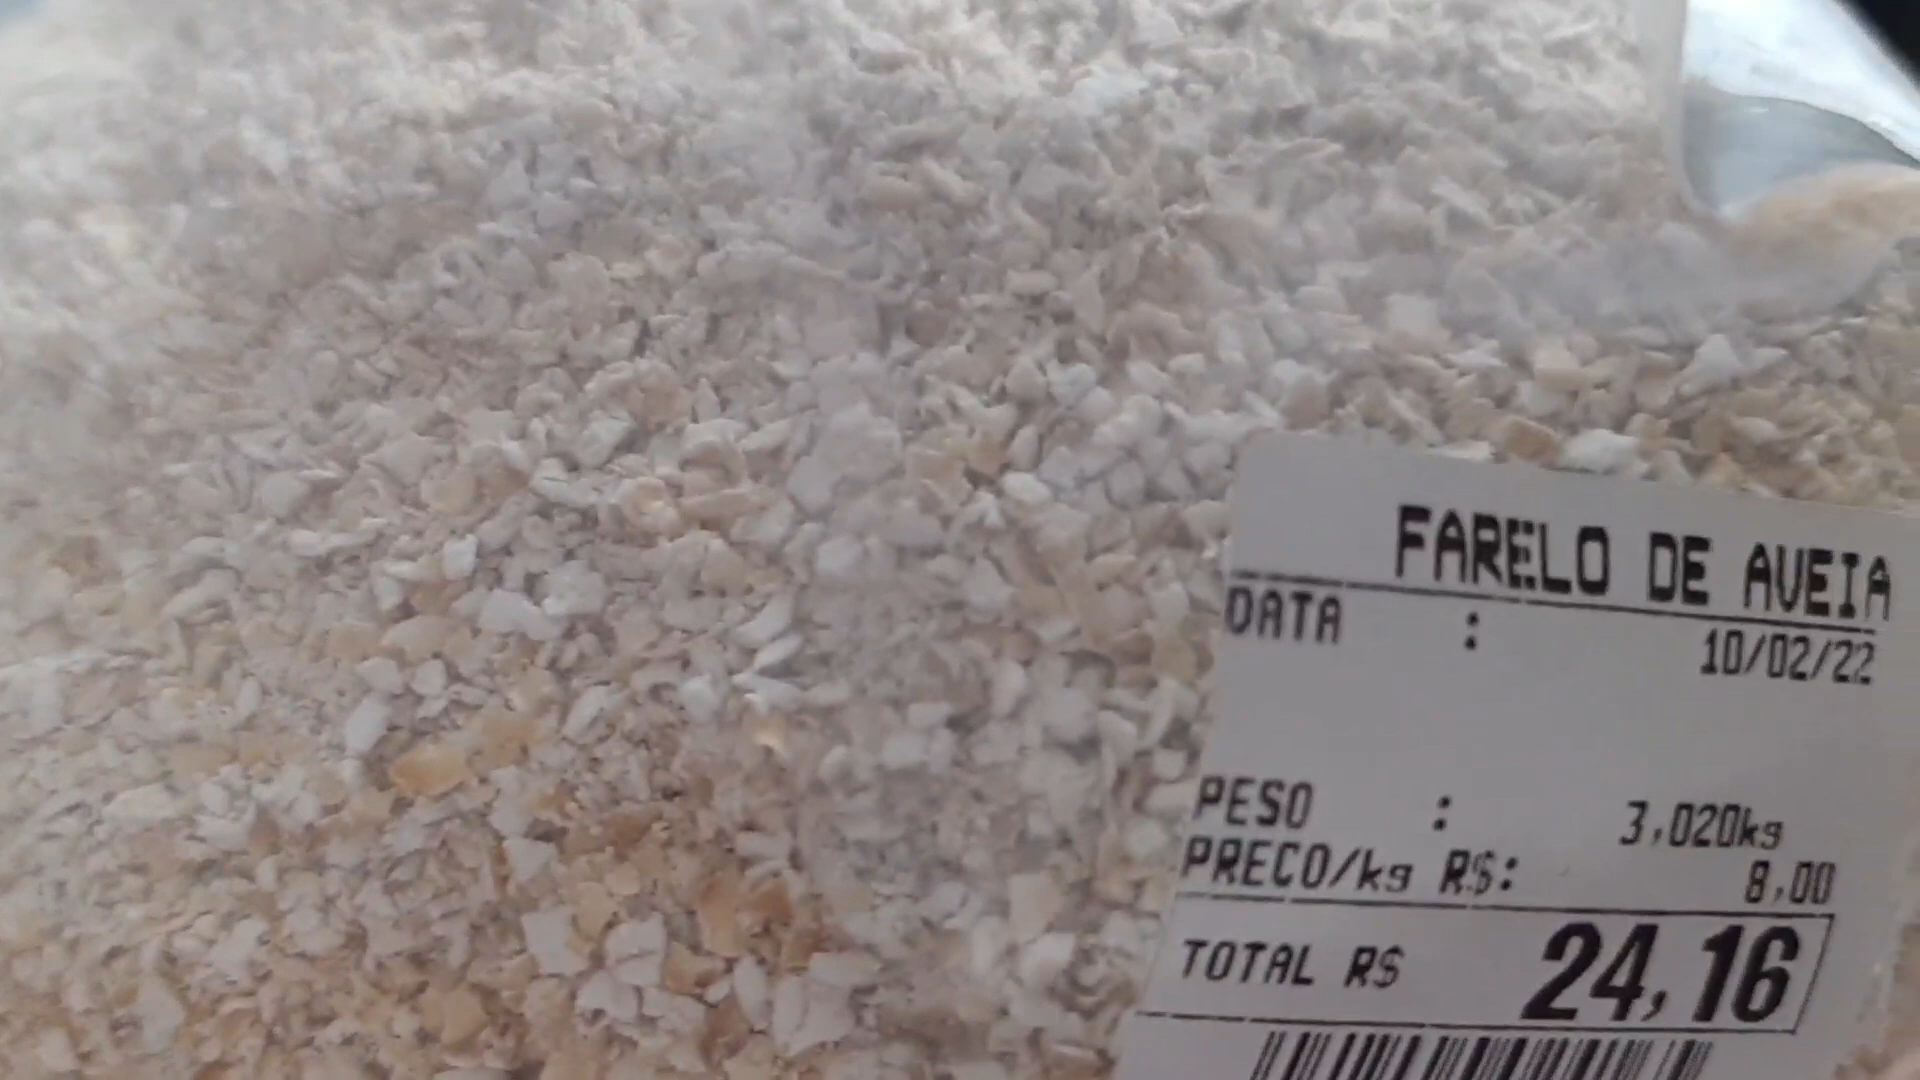 FARELO DE AVEIA
DATA : 10/02/22
PESO : 3,020kg
PRECO/kg R$: 8,00
TOTAL R$ 24,16